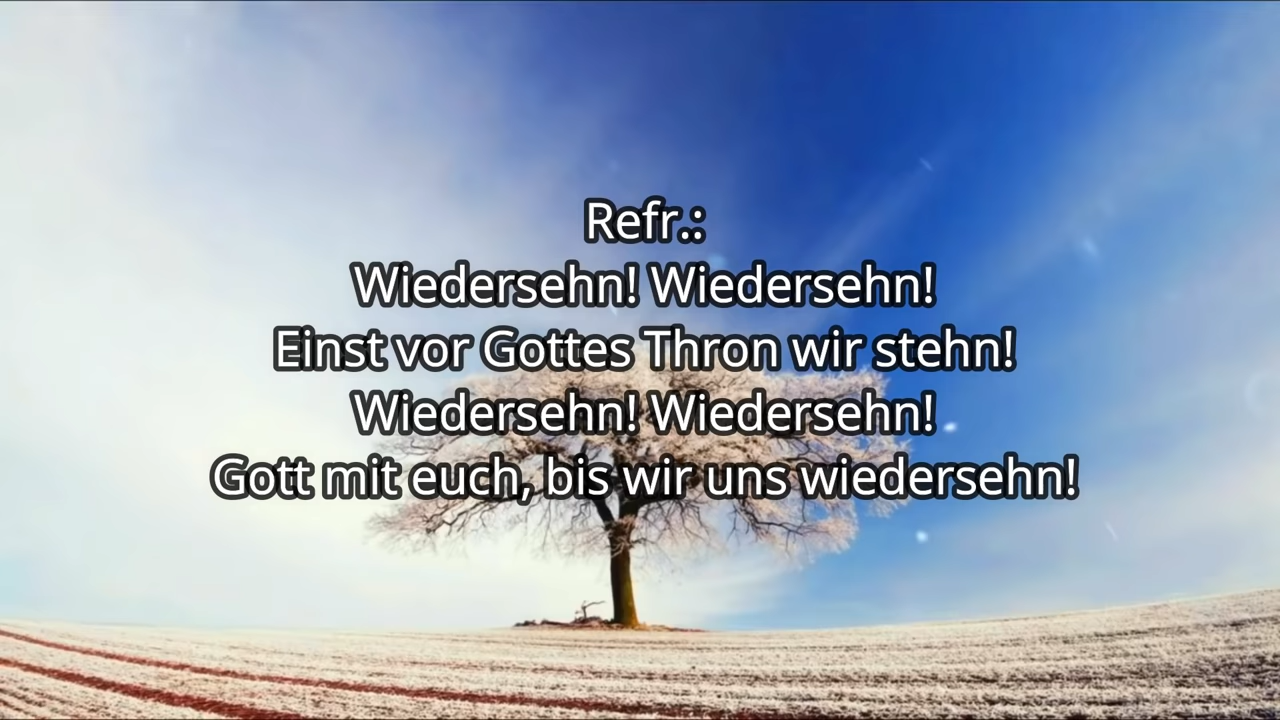 Refr.:
Wiedersehn! Wiedersehn!
Einst vor Gottes Thron wir stehn!
Wiedersehn! Wiedersehn!
Gott mit euch, bis wir uns wiedersehn!